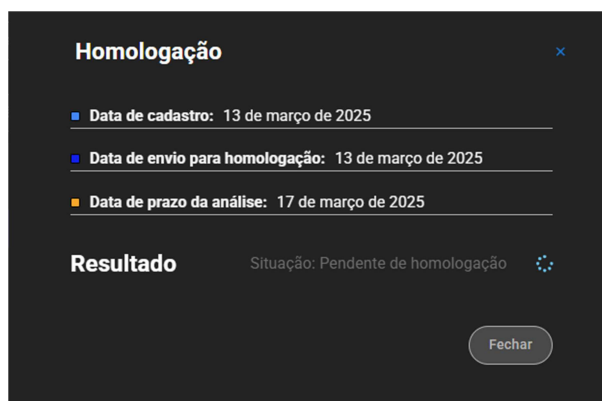 Homologação
Data de cadastro: 13 de março de 2025
Data de envio para homologação: 13 de março de 2025
Data de prazo da análise: 17 de março de 2025
Resultado Situação: Pendente de homologação
Fechar